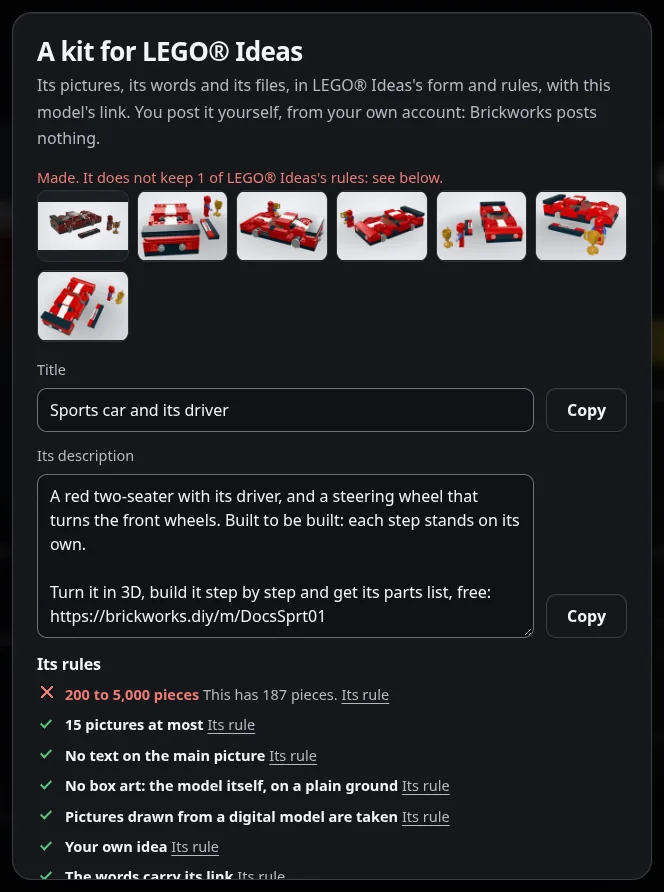 A kit for LEGO® Ideas
Its pictures, its words and its files, in LEGO® Ideas's form and rules, with this
model's link. You post it yourself, from your own account: Brickworks posts
nothing.
Made. It does not keep 1 of LEGO® Ideas's rules: see below.
Title
Sports car and its driver
Copy
Its description
A red two-seater with its driver, and a steering wheel that
turns the front wheels. Built to be built: each step stands on its
own.
Turn it in 3D, build it step by step and get its parts list, free:
https://brickworks.diy/m/DocsSprt01
Copy
Its rules
200 to 5,000 pieces This has 187 pieces. Its rule
15 pictures at most Its rule
No text on the main picture Its rule
No box art: the model itself, on a plain ground Its rule
Pictures drawn from a digital model are taken Its rule
Your own idea Its rule
The words carry its link Its rule